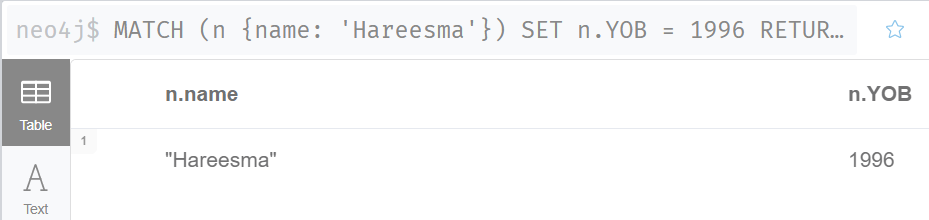 neo4j$ MATCH (n {name: 'Hareesma'}) SET n.YOB = 1996 RETUR…
n.name n.YOB
Table
1
"Hareesma" 1996
A
Text